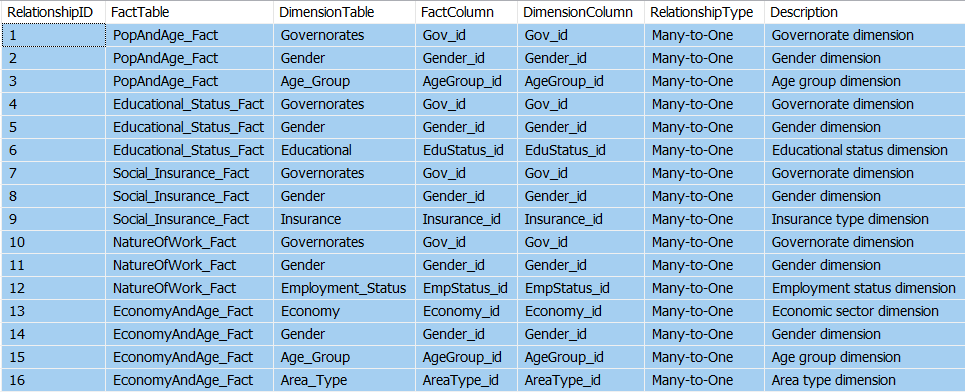 RelationshipID FactTable DimensionTable FactColumn DimensionColumn RelationshipType Description
1 PopAndAge_Fact Governorates Gov_id Gov_id Many-to-One Governorate dimension
2 PopAndAge_Fact Gender Gender_id Gender_id Many-to-One Gender dimension
3 PopAndAge_Fact Age_Group AgeGroup_id AgeGroup_id Many-to-One Age group dimension
4 Educational_Status_Fact Governorates Gov_id Gov_id Many-to-One Governorate dimension
5 Educational_Status_Fact Gender Gender_id Gender_id Many-to-One Gender dimension
6 Educational_Status_Fact Educational EduStatus_id EduStatus_id Many-to-One Educational status dimension
7 Social_Insurance_Fact Governorates Gov_id Gov_id Many-to-One Governorate dimension
8 Social_Insurance_Fact Gender Gender_id Gender_id Many-to-One Gender dimension
9 Social_Insurance_Fact Insurance Insurance_id Insurance_id Many-to-One Insurance type dimension
10 NatureOfWork_Fact Governorates Gov_id Gov_id Many-to-One Governorate dimension
11 NatureOfWork_Fact Gender Gender_id Gender_id Many-to-One Gender dimension
12 NatureOfWork_Fact Employment_Status EmpStatus_id EmpStatus_id Many-to-One Employment status dimension
13 EconomyAndAge_Fact Economy Economy_id Economy_id Many-to-One Economic sector dimension
14 EconomyAndAge_Fact Gender Gender_id Gender_id Many-to-One Gender dimension
15 EconomyAndAge_Fact Age_Group AgeGroup_id AgeGroup_id Many-to-One Age group dimension
16 EconomyAndAge_Fact Area_Type AreaType_id AreaType_id Many-to-One Area type dimension